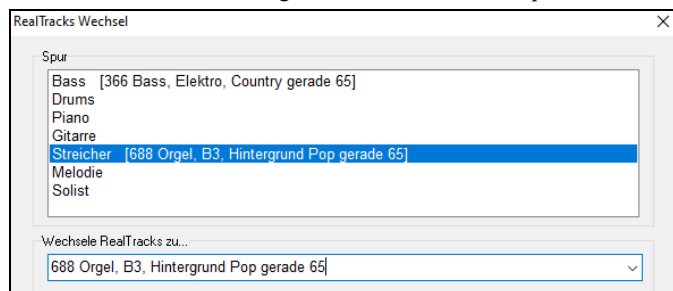 RealTracks Wechsel
Spur
Bass [366 Bass, Elektro, Country gerade 65]
Drums
Piano
Gitarre
Streicher [688 Orgel, B3, Hintergrund Pop gerade 65]
Melodie
Solist
Wechsele RealTracks zu...
688 Orgel, B3, Hintergrund Pop gerade 65